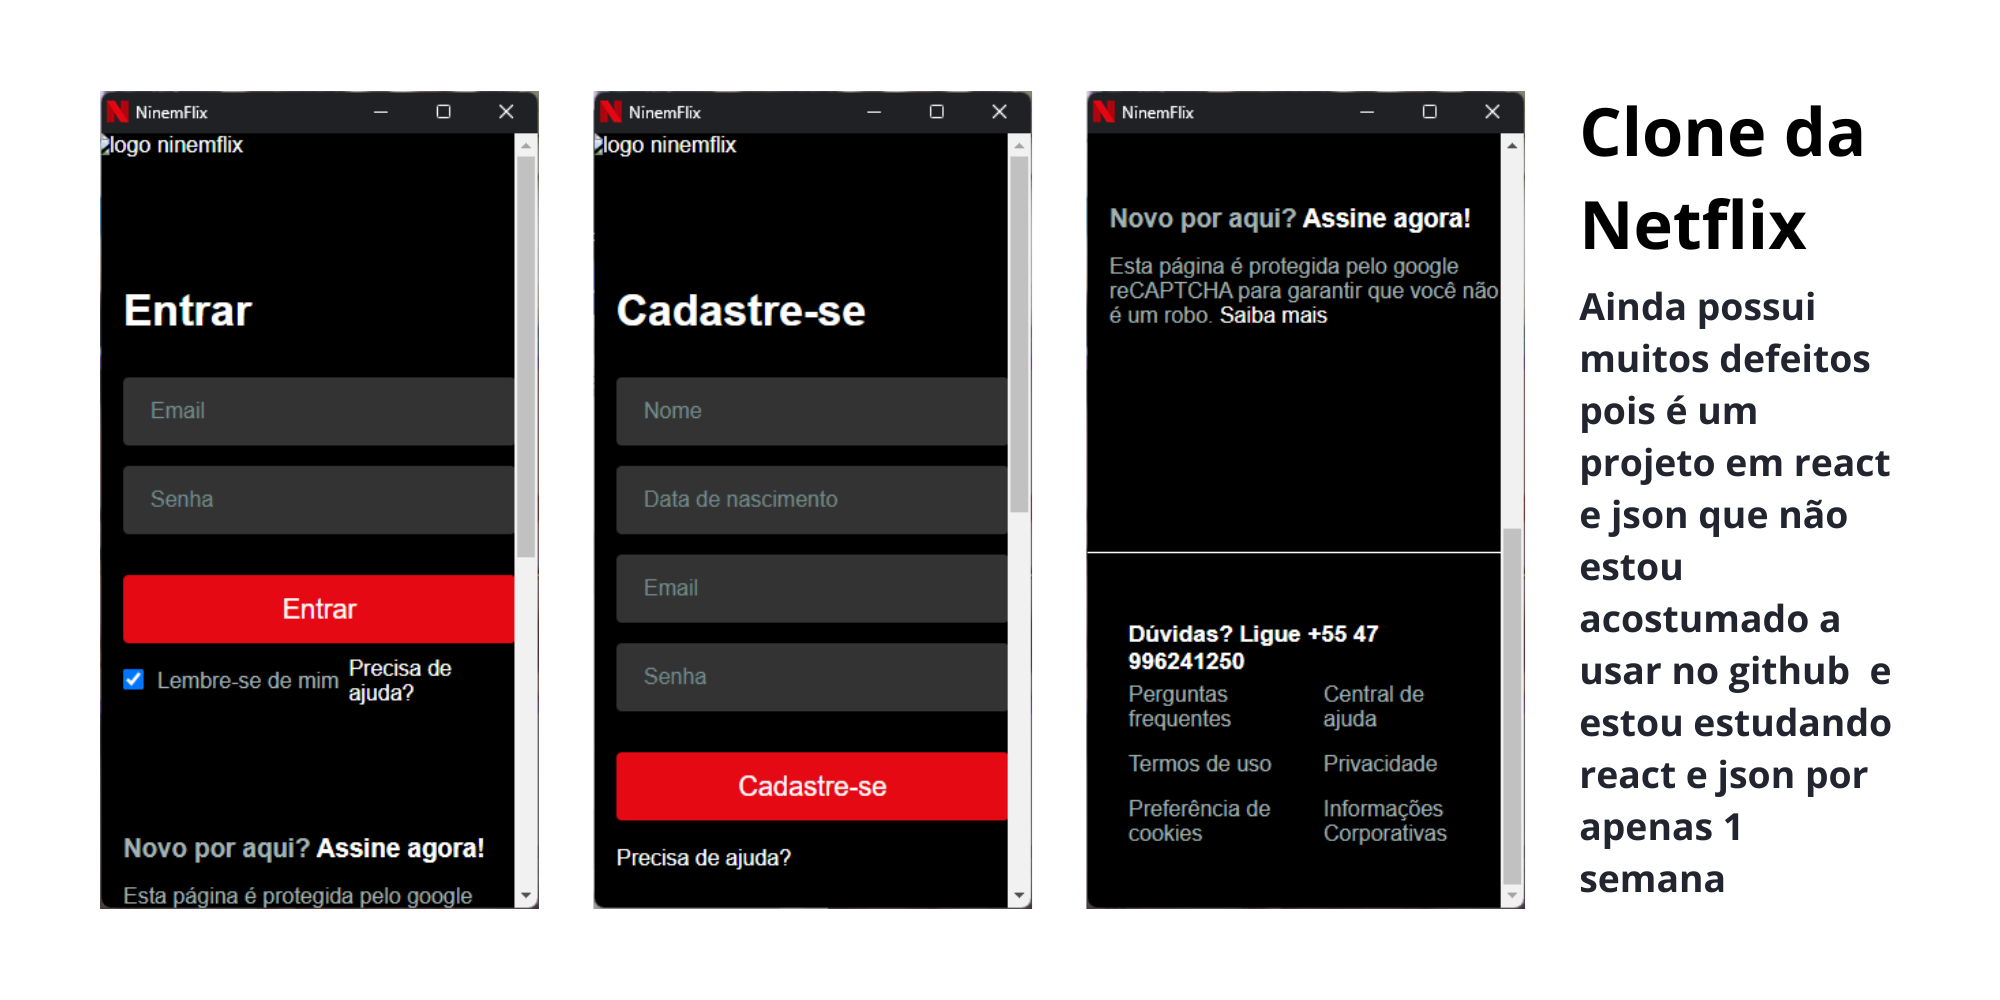 NinemFlix
logo ninemflix
Entrar
Email
Senha
Entrar
Lembre-se de mim
Precisa de
ajuda?
Novo por aqui? Assine agora!
Esta página é protegida pelo google
NinemFlix
logo ninemflix
Cadastre-se
Nome
Data de nascimento
Email
Senha
Cadastre-se
Precisa de ajuda?
NinemFlix
Novo por aqui? Assine agora!
Esta página é protegida pelo google
reCAPTCHA para garantir que você não
é um robo. Saiba mais
Dúvidas? Ligue +55 47
996241250
Perguntas
frequentes
Central de
ajuda
Termos de uso
Privacidade
Preferência de
cookies
Informações
Corporativas
Clone da
Netflix
Ainda possui
muitos defeitos
pois é um
projeto em react
e json que não
estou
acostumado a
usar no github  e
estou estudando
react e json por
apenas 1
semana